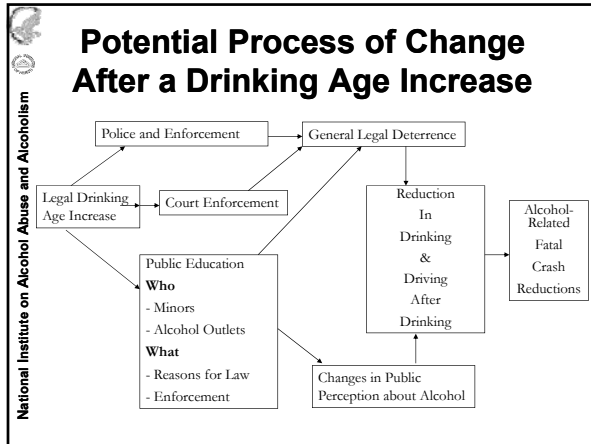 Potential Process of Change
After a Drinking Age Increase
National Institute on Alcohol Abuse and Alcoholism
Police and Enforcement
General Legal Deterrence
Legal Drinking
Age Increase
Court Enforcement
Public Education
Who
- Minors
- Alcohol Outlets
What
- Reasons for Law
- Enforcement
Changes in Public
Perception about Alcohol
Reduction
In
Drinking
&
Driving
After
Drinking
Alcohol-
Related
Fatal
Crash
Reductions